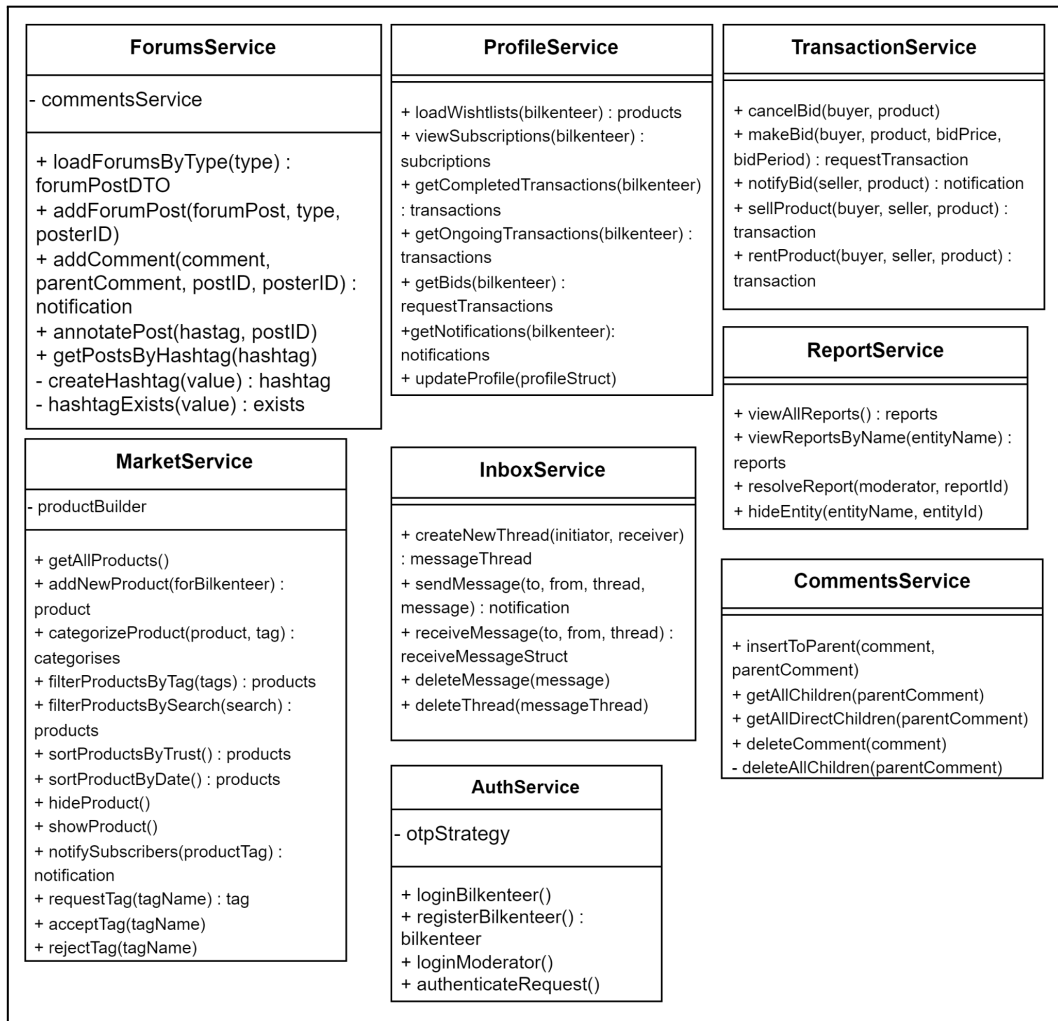 ForumsService
- commentsService
+ loadForumsByType(type) :
forumPostDTO
+ addForumPost(forumPost, type,
posterID)
+ addComment(comment,
parentComment, postID, posterID) :
notification
+ annotatePost(hastag, postID)
+ getPostsByHashtag(hashtag)
- createHashtag(value) : hashtag
- hashtagExists(value) : exists
ProfileService
+ loadWishtlists(bilkenteer) : products
+ viewSubscriptions(bilkenteer) :
subcriptions
+ getCompletedTransactions(bilkenteer)
: transactions
+ getOngoingTransactions(bilkenteer) :
transactions
+ getBids(bilkenteer) :
requestTransactions
+getNotifications(bilkenteer):
notifications
+ updateProfile(profileStruct)
TransactionService
+ cancelBid(buyer, product)
+ makeBid(buyer, product, bidPrice,
bidPeriod) : requestTransaction
+ notifyBid(seller, product) : notification
+ sellProduct(buyer, seller, product) :
transaction
+ rentProduct(buyer, seller, product) :
transaction
ReportService
+ viewAllReports() : reports
+ viewReportsByName(entityName) :
reports
+ resolveReport(moderator, reportId)
+ hideEntity(entityName, entityId)
MarketService
- productBuilder
+ getAllProducts()
+ addNewProduct(forBilkenteer) :
product
+ categorizeProduct(product, tag) :
categorises
+ filterProductsByTag(tags) : products
+ filterProductsBySearch(search) :
products
+ sortProductsByTrust() : products
+ sortProductByDate() : products
+ hideProduct()
+ showProduct()
+ notifySubscribers(productTag) :
notification
+ requestTag(tagName) : tag
+ acceptTag(tagName)
+ rejectTag(tagName)
InboxService
+ createNewThread(initiator, receiver)
: messageThread
+ sendMessage(to, from, thread,
message) : notification
+ receiveMessage(to, from, thread) :
receiveMessageStruct
+ deleteMessage(message)
+ deleteThread(messageThread)
CommentsService
+ insertToParent(comment,
parentComment)
+ getAllChildren(parentComment)
+ getAllDirectChildren(parentComment)
+ deleteComment(comment)
- deleteAllChildren(parentComment)
AuthService
- otpStrategy
+ loginBilkenteer()
+ registerBilkenteer() :
bilkenteer
+ loginModerator()
+ authenticateRequest()